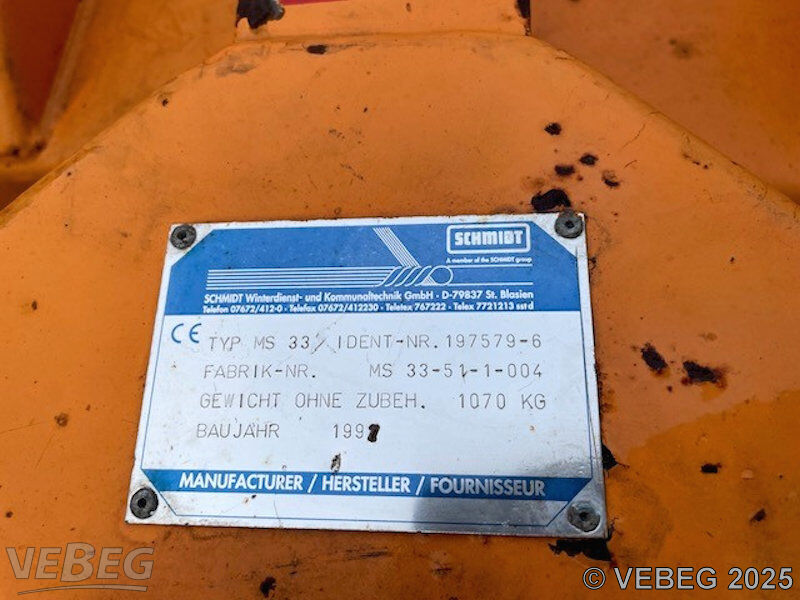 SCHMIDT
A member of the SCHMIDT group
SCHMIDT Winterdienst- und Kommunaltechnik GmbH · D-79837 St. Blasien
Telefon 07672/412-0 · Telefax 07672/412230 · Teletex 767222 · Telex 7721213 sst d
CE TYP MS 33/ IDENT-NR. 197579-6
FABRIK-NR. MS 33-51-1-004
GEWICHT OHNE ZUBEH. 1070 KG
BAUJAHR 1997
MANUFACTURER / HERSTELLER / FOURNISSEUR
VEBEG
© VEBEG 2025